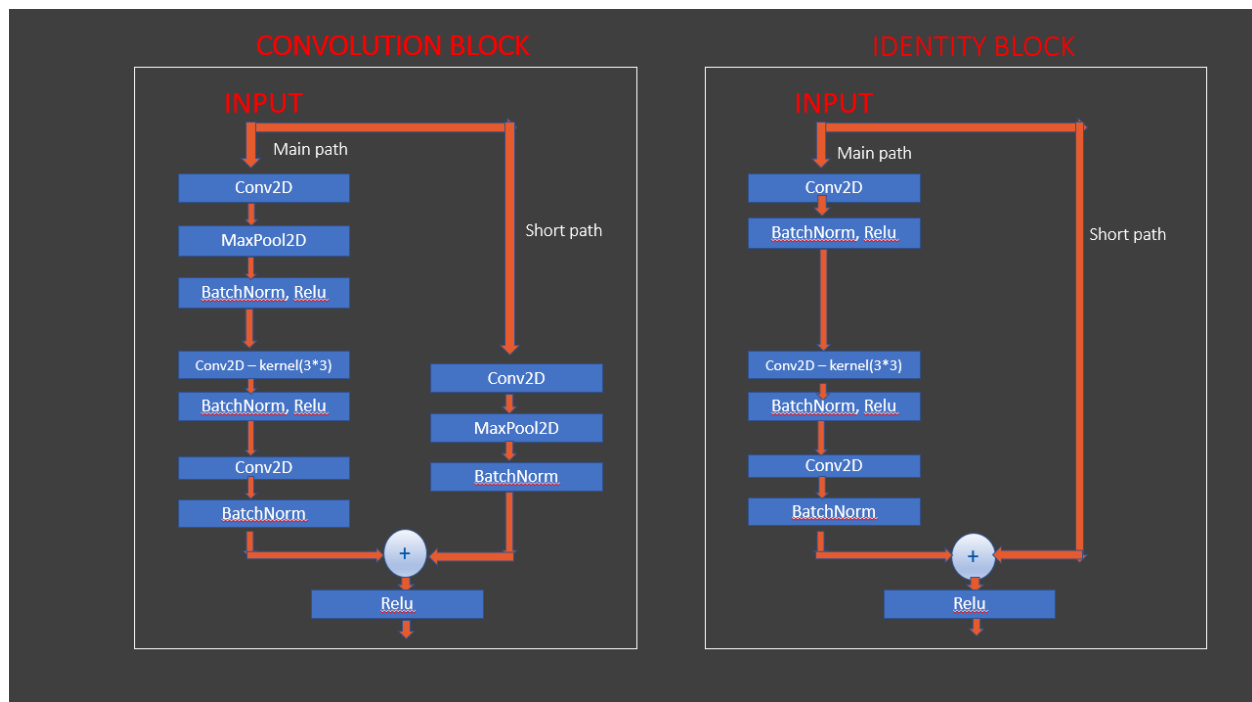 CONVOLUTION BLOCK
INPUT
Main path
Conv2D
MaxPool2D
BatchNorm, Relu
Conv2D – kernel(3*3)
BatchNorm, Relu
Conv2D
BatchNorm
Short path
Conv2D
MaxPool2D
BatchNorm
+
Relu
IDENTITY BLOCK
INPUT
Main path
Conv2D
BatchNorm, Relu
Conv2D – kernel(3*3)
BatchNorm, Relu
Conv2D
BatchNorm
Short path
+
Relu